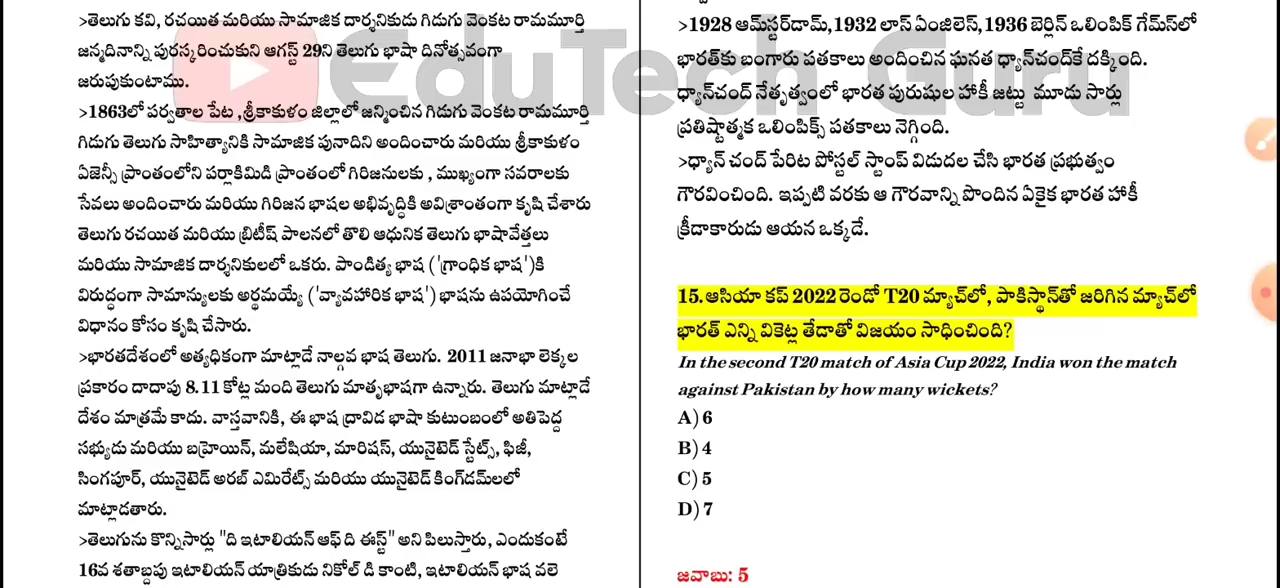 >తెలుగు కవి, రచయిత మరియు సామాజిక దార్శనికుడు గిడుగు వెంకట రామమూర్తి
జన్మదినాన్ని పురస్కరించుకుని ఆగస్ట్ 29ని తెలుగు భాషా దినోత్సవంగా
జరుపుకుంటాము.
>1863లో పర్వతాల పేట ,శ్రీకాకుళం జిల్లాలో జన్మించిన గిడుగు వెంకట రామమూర్తి
గిడుగు తెలుగు సాహిత్యానికి సామాజిక పునాదిని అందించారు మరియు శ్రీకాకుళం
ఏజెన్సీ ప్రాంతంలోని పర్లాకిమిడి ప్రాంతంలో గిరిజనులకు , ముఖ్యంగా సవరాలకు
సేవలు అందించారు మరియు గిరిజన భాషల అభివృద్ధికి అవిశ్రాంతంగా కృషి చేశారు
తెలుగు రచయిత మరియు బ్రిటీష్ పాలనలో తొలి ఆధునిక తెలుగు భాషావేత్తలు
మరియు సామాజిక దార్శనికులలో ఒకరు. పాండిత్య భాష ('గ్రాంధిక భాష')కి
విరుద్ధంగా సామాన్యులకు అర్థమయ్యే ('వ్యావహారిక భాష') భాషను ఉపయోగించే
విధానం కోసం కృషి చేసారు.
>భారతదేశంలో అత్యధికంగా మాట్లాడే నాల్గవ భాష తెలుగు. 2011 జనాభా లెక్కల
ప్రకారం దాదాపు 8.11 కోట్ల మంది తెలుగు మాతృభాషగా ఉన్నారు. తెలుగు మాట్లాడే
దేశం మాత్రమే కాదు. వాస్తవానికి, ఈ భాష ద్రావిడ భాషా కుటుంబంలో అతిపెద్ద
సభ్యుడు మరియు బహ్రెయిన్, మలేషియా, మారిషస్, యునైటెడ్ స్టేట్స్, ఫిజీ,
సింగపూర్, యునైటెడ్ అరబ్ ఎమిరేట్స్ మరియు యునైటెడ్ కింగ్‌డమ్‌లలో
మాట్లాడతారు.
>తెలుగును కొన్నిసార్లు "ది ఇటాలియన్ ఆఫ్ ది ఈస్ట్" అని పిలుస్తారు, ఎందుకంటే
16వ శతాబ్దపు ఇటాలియన్ యాత్రికుడు నికోల్ డి కాంటి, ఇటాలియన్ భాష వలె
EduTech Guru
>1928 ఆమ్‌స్టర్‌డామ్,1932 లాస్ ఏంజిలెస్,1936 బెర్లిన్ ఒలింపిక్ గేమ్స్‌లో
భారత్‌కు బంగారు పతకాలు అందించిన ఘనత ధ్యాన్‌చంద్‌కే దక్కింది.
ధ్యాన్‌చంద్ నేతృత్వంలో భారత పురుషుల హాకీ జట్టు మూడు సార్లు
ప్రతిష్టాత్మక ఒలింపిక్స్ పతకాలు నెగ్గింది.
>ధ్యాన్ చంద్ పేరిట పోస్టల్ స్టాంప్ విడుదల చేసి భారత ప్రభుత్వం
గౌరవించింది. ఇప్పటి వరకు ఆ గౌరవాన్ని పొందిన ఏకైక భారత హాకీ
క్రీడాకారుడు ఆయన ఒక్కడే.
15.ఆసియా కప్ 2022 రెండో T20 మ్యాచ్‌లో, పాకిస్థాన్‌తో జరిగిన మ్యాచ్‌లో
భారత్ ఎన్ని వికెట్ల తేడాతో విజయం సాధించింది?
In the second T20 match of Asia Cup 2022, India won the match
against Pakistan by how many wickets?
A) 6
B) 4
C) 5
D) 7
జవాబు: 5